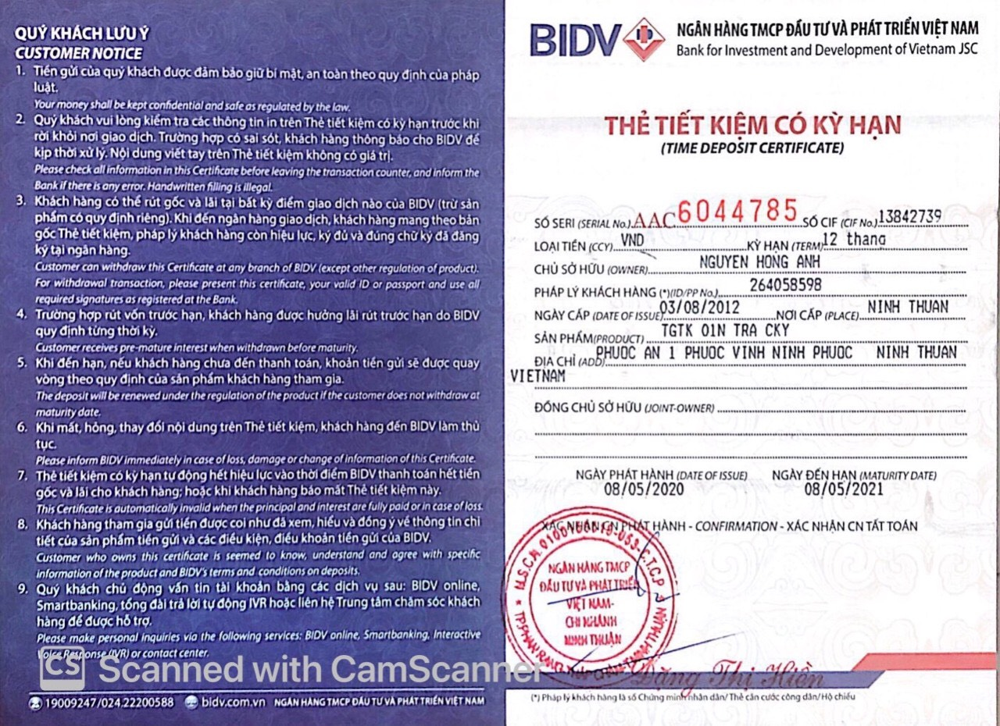 QUÝ KHÁCH LƯU Ý
CUSTOMER NOTICE
1. Tiền gửi của quý khách được đảm bảo giữ bí mật, an toàn theo quy định của pháp
luật.
Your money shall be kept confidential and safe as regulated by the law.
2. Quý khách vui lòng kiểm tra các thông tin in trên Thẻ tiết kiệm có kỳ hạn trước khi
rời khỏi nơi giao dịch. Trường hợp có sai sót, khách hàng thông báo cho BIDV để
kịp thời xử lý. Nội dung viết tay trên Thẻ tiết kiệm không có giá trị.
Please check all information in this Certificate before leaving the transaction counter, and inform the
Bank if there is any error. Handwritten filling is illegal.
3. Khách hàng có thể rút gốc và lãi tại bất kỳ điểm giao dịch nào của BIDV (trừ sản
phẩm có quy định riêng). Khi đến ngân hàng giao dịch, khách hàng mang theo bản
gốc Thẻ tiết kiệm, pháp lý khách hàng còn hiệu lực, ký đủ và đúng chữ ký đã đăng
ký tại ngân hàng.
Customer can withdraw this Certificate at any branch of BIDV (except other regulation of product).
For withdrawal transaction, please present this certificate, your valid ID or passport and use all
required signatures as registered at the Bank.
4. Trường hợp rút vốn trước hạn, khách hàng được hưởng lãi rút trước hạn do BIDV
quy định từng thời kỳ.
Customer receives pre-mature interest when withdrawn before maturity.
5. Khi đến hạn, nếu khách hàng chưa đến thanh toán, khoản tiền gửi sẽ được quay
vòng theo quy định của sản phẩm khách hàng tham gia.
The deposit will be renewed under the regulation of the product if the customer does not withdraw at
maturity date.
6. Khi mất, hỏng, thay đổi nội dung trên Thẻ tiết kiệm, khách hàng đến BIDV làm thủ
tục.
Please inform BIDV immediately in case of loss, damage or change of information of this Certificate.
7. Thẻ tiết kiệm có kỳ hạn tự động hết hiệu lực vào thời điểm BIDV thanh toán hết tiền
gốc và lãi cho khách hàng; hoặc khi khách hàng báo mất Thẻ tiết kiệm này.
This Certificate is automatically invalid when the principal and interest are fully paid or in case of loss.
8. Khách hàng tham gia gửi tiền được coi như đã xem, hiểu và đồng ý về thông tin chi
tiết của sản phẩm tiền gửi và các điều kiện, điều khoản tiền gửi của BIDV.
Customer who owns this certificate is seemed to know, understand and agree with specific
information of the product and BIDV's terms and conditions on deposits.
9. Quý khách chủ động vấn tin tài khoản bằng các dịch vụ sau: BIDV online,
Smartbanking, tổng đài trả lời tự động IVR hoặc liên hệ Trung tâm chăm sóc khách
hàng để được hỗ trợ.
Please make personal inquiries via the following services: BIDV online, Smartbanking, Interactive
Voice Response (IVR) or contact center.
CS Scanned with CamScanner
19009247/024.22200588 bidv.com.vn NGÂN HÀNG TMCP ĐẦU TƯ VÀ PHÁT TRIỂN VIỆT NAM
BIDV NGÂN HÀNG TMCP ĐẦU TƯ VÀ PHÁT TRIỂN VIỆT NAM
Bank for Investment and Development of Vietnam JSC
THẺ TIẾT KIỆM CÓ KỲ HẠN
(TIME DEPOSIT CERTIFICATE)
SỐ SERI (SERIAL No.) AAC 6044785 SỐ CIF (CIF No.) 13842739
LOẠI TIỀN (CCY) VND KỲ HẠN (TERM) 12 thang
CHỦ SỞ HỮU (OWNER) NGUYEN HONG ANH
PHÁP LÝ KHÁCH HÀNG (*)(ID/PP No.) 264058598
NGÀY CẤP (DATE OF ISSUE) 03/08/2012 NƠI CẤP (PLACE) NINH THUAN
SẢN PHẨM(PRODUCT) TGTK 01N TRA CKY
ĐỊA CHỈ (ADD) PHUOC AN 1 PHUOC VINH NINH PHUOC NINH THUAN
VIETNAM
ĐỒNG CHỦ SỞ HỮU (JOINT-OWNER)
NGÀY PHÁT HÀNH (DATE OF ISSUE) NGÀY ĐẾN HẠN (MATURITY DATE)
08/05/2020 08/05/2021
XÁC NHẬN CN PHÁT HÀNH - CONFIRMATION - XÁC NHẬN CN TẤT TOÁN
NGÂN HÀNG TMCP
ĐẦU TƯ VÀ PHÁT TRIỂN
VIỆT NAM-
CHI NHÁNH
NINH THUẬN
Đặng Thị Hiền
(*) Pháp lý khách hàng là số Chứng minh nhân dân/ Thẻ căn cước công dân/ Hộ chiếu